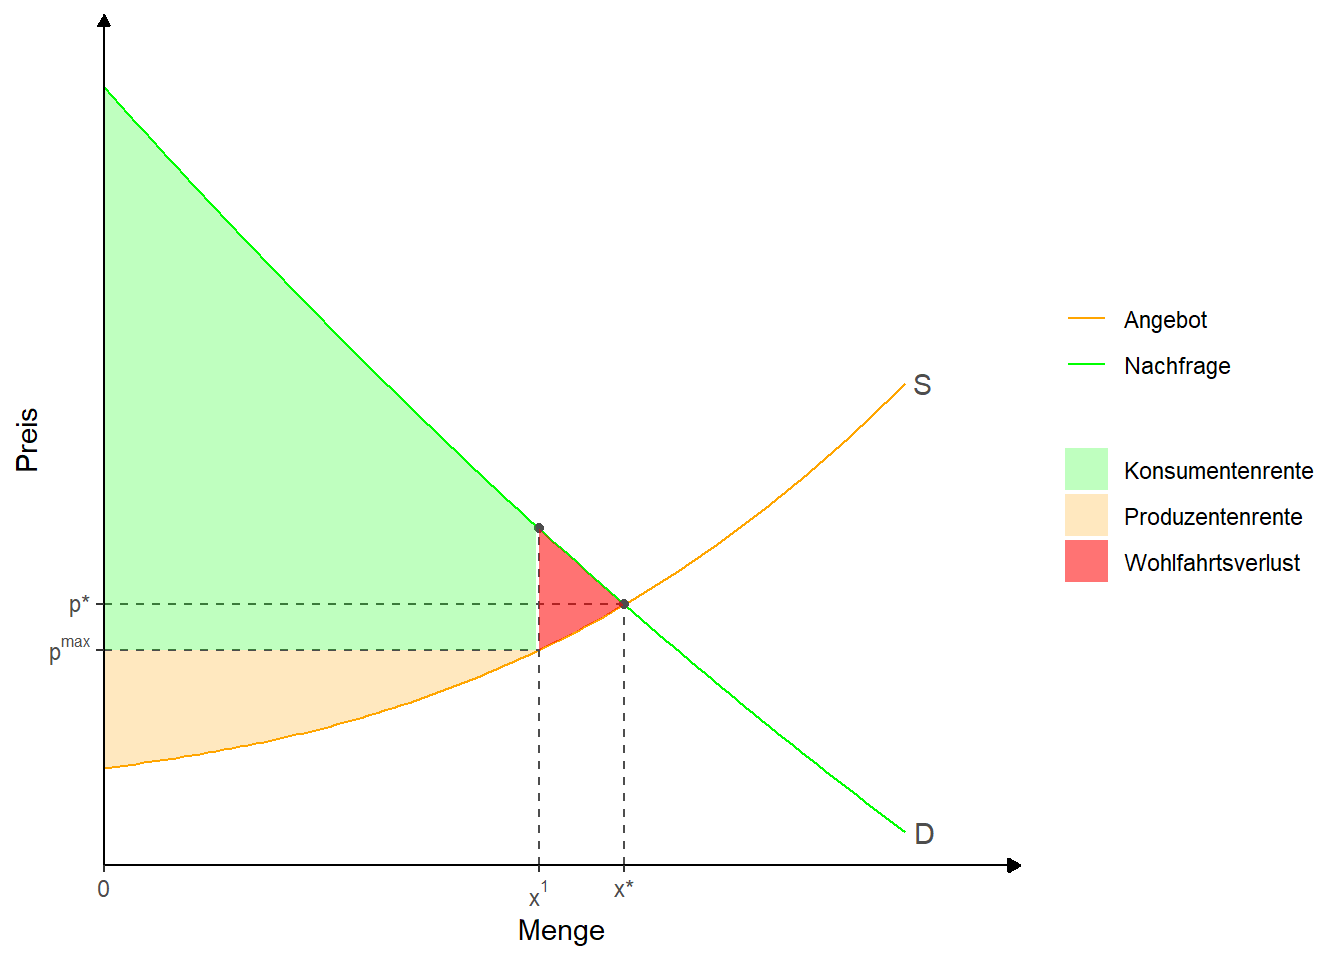 Preis
p*
p^max
0
x^1
x*
Menge
S
D
Angebot
Nachfrage
Konsumentenrente
Produzentenrente
Wohlfahrtsverlust